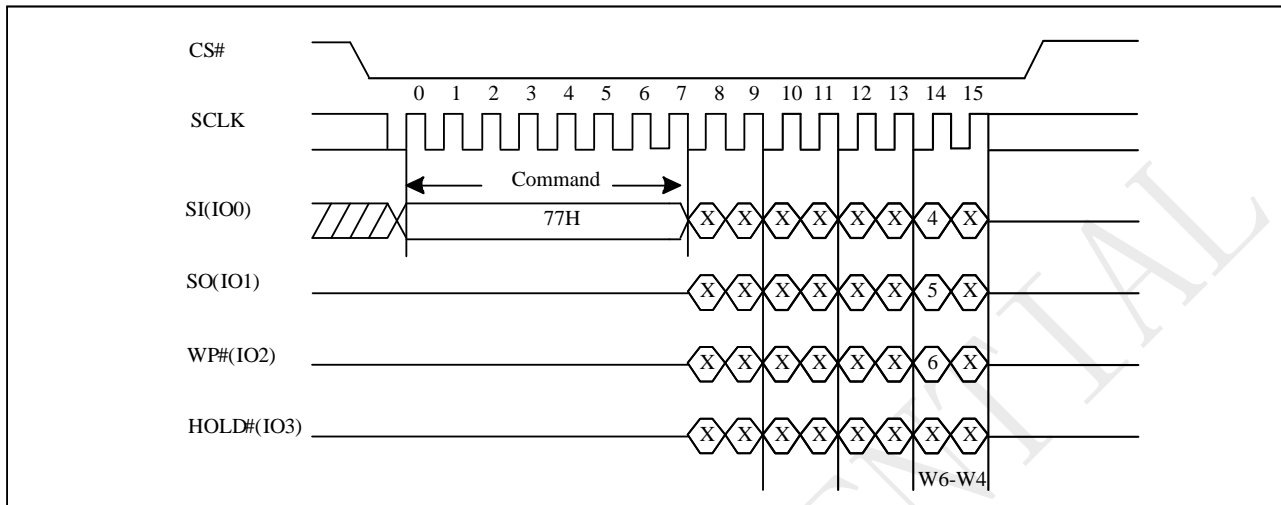 CS#
0 1 2 3 4 5 6 7 8 9 10 11 12 13 14 15
SCLK
Command
SI(IO0) 77H X X X X X X 4 X
SO(IO1) X X X X X X 5 X
WP#(IO2) X X X X X X 6 X
HOLD#(IO3) X X X X X X X X
W6-W4